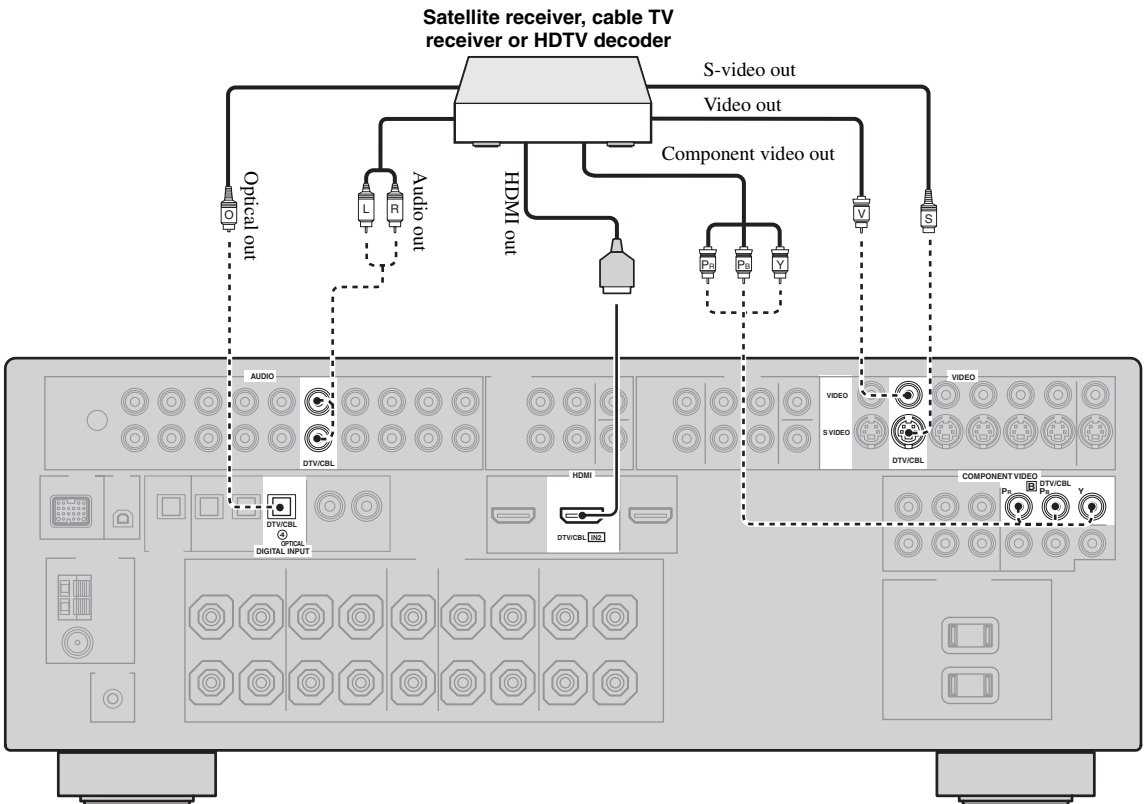 Satellite receiver, cable TV
receiver or HDTV decoder
S-video out
Video out
Component video out
Optical out
Audio out
HDMI out
O
L
R
PR
PB
Y
V
S
AUDIO
VIDEO
VIDEO
S VIDEO
DTV/CBL
DTV/CBL
HDMI
COMPONENT VIDEO
B
DTV/CBL
PR
PB
Y
DTV/CBL
4
OPTICAL
DIGITAL INPUT
DTV/CBL IN2